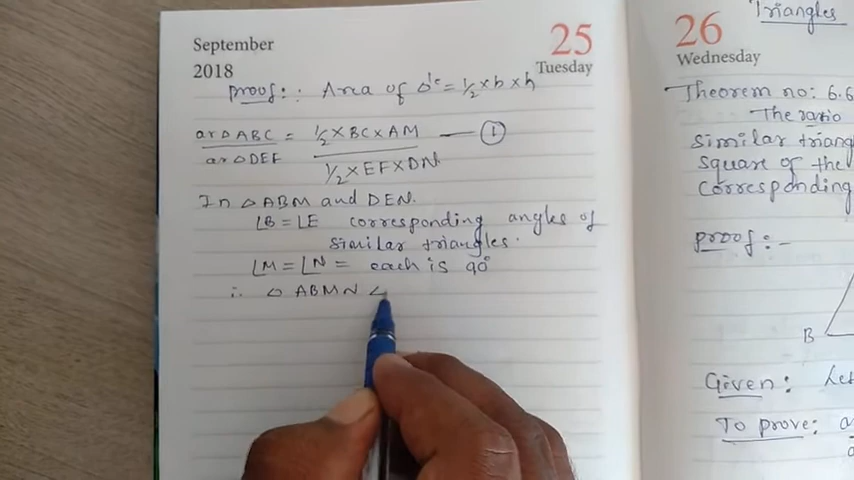 September
2018
25
Tuesday
proof:: Area of △le = 1/2 × b × h
ar△ABC = 1/2 × BC × AM — ①
ar△DEF 1/2 × EF × DN
In △ABM and DEN.
∠B = ∠E corresponding angles of
similar triangles.
∠M = ∠N = each is 90°
∴ △ ABM N
26
Wednesday
Triangles
Theorem no: 6.6
The ratio
similar triang
square of the
corresponding
proof :-
B
Given : Let
To prove: a